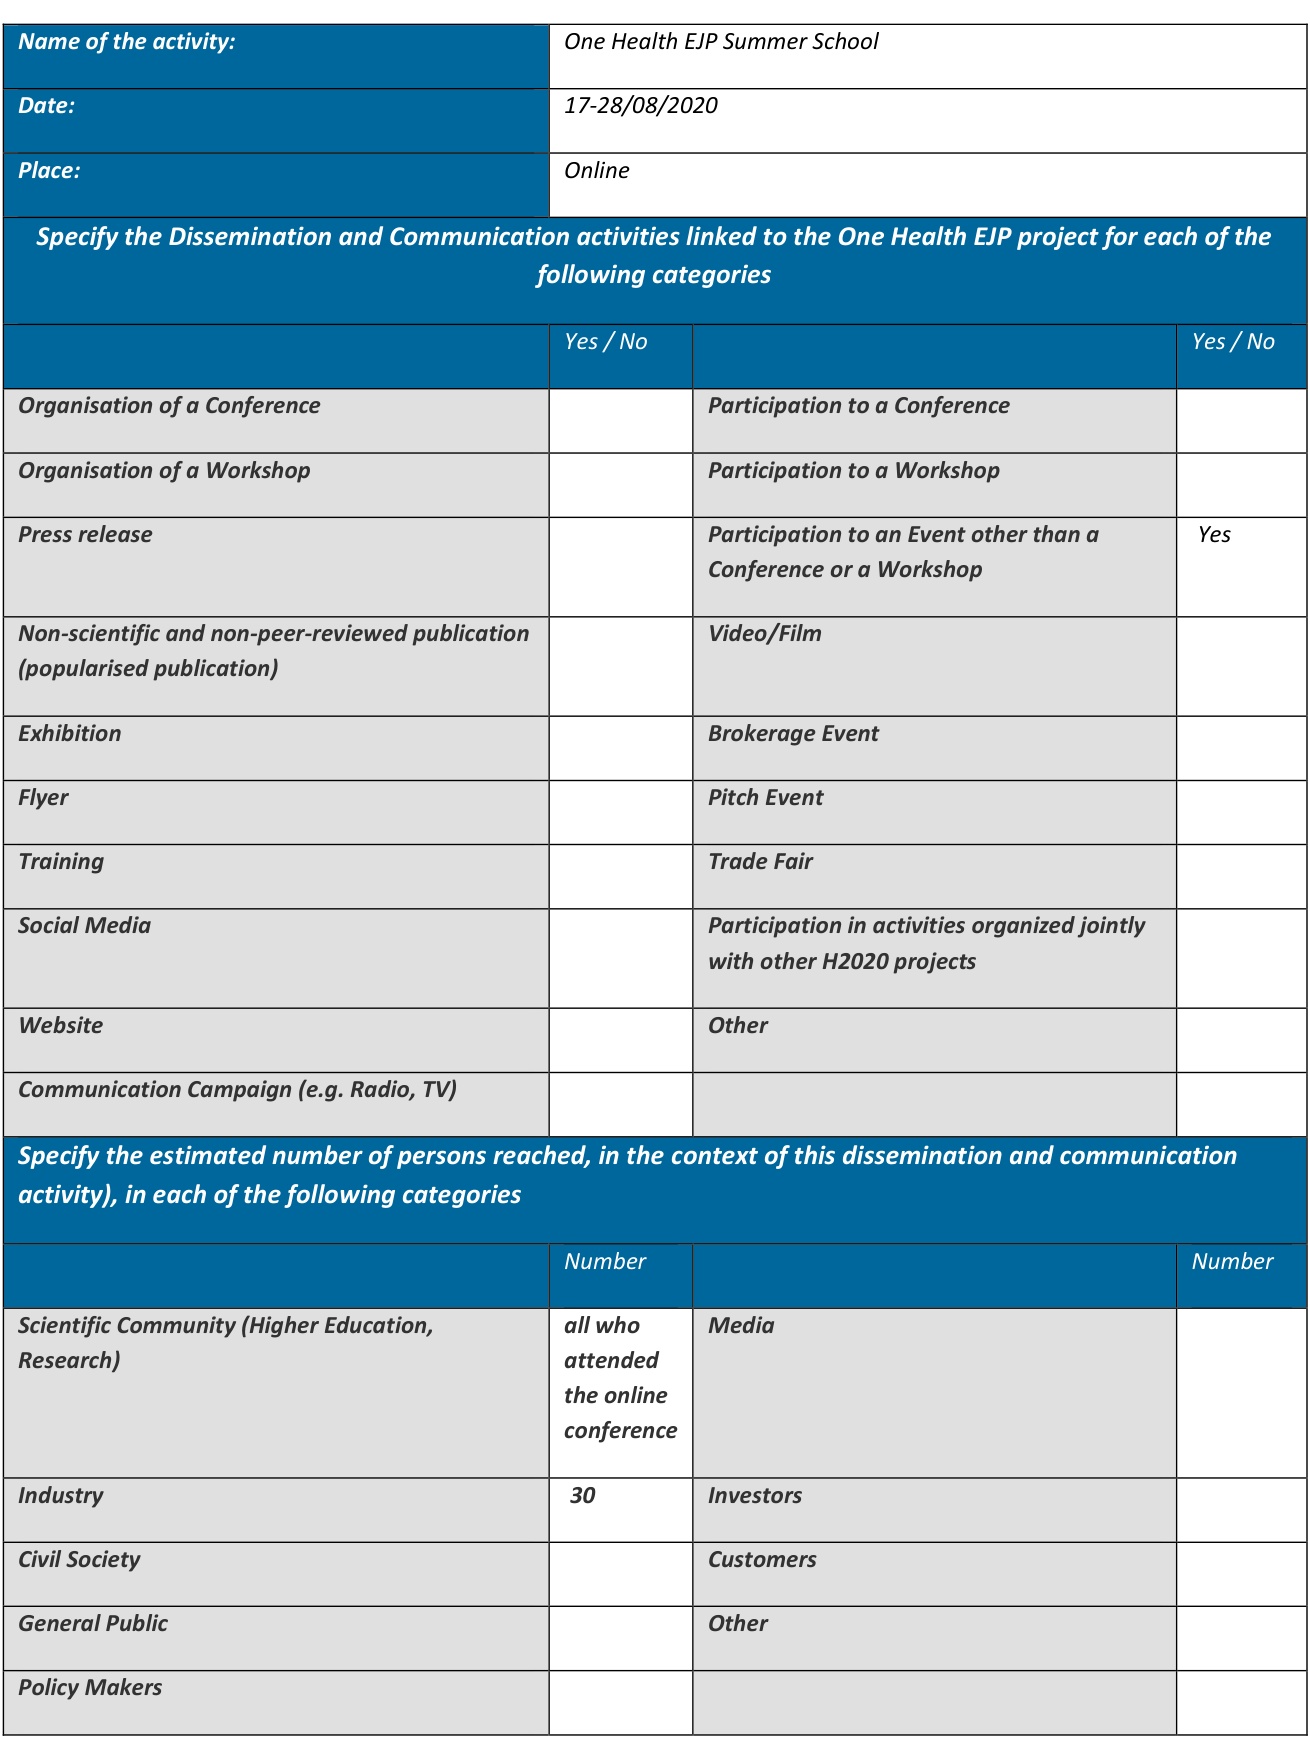 Name of the activity:
One Health EJP Summer School
Date:
17-28/08/2020
Place:
Online
Specify the Dissemination and Communication activities linked to the One Health EJP project for each of the
following categories
Yes / No
Yes / No
Organisation of a Conference
Participation to a Conference
Organisation of a Workshop
Participation to a Workshop
Press release
Participation to an Event other than a
Conference or a Workshop
Yes
Non-scientific and non-peer-reviewed publication
(popularised publication)
Video/Film
Exhibition
Brokerage Event
Flyer
Pitch Event
Training
Trade Fair
Social Media
Participation in activities organized jointly
with other H2020 projects
Website
Other
Communication Campaign (e.g. Radio, TV)
Specify the estimated number of persons reached, in the context of this dissemination and communication
activity), in each of the following categories
Number
Number
Scientific Community (Higher Education,
Research)
all who
attended
the online
conference
Media
Industry
30
Investors
Civil Society
Customers
General Public
Other
Policy Makers